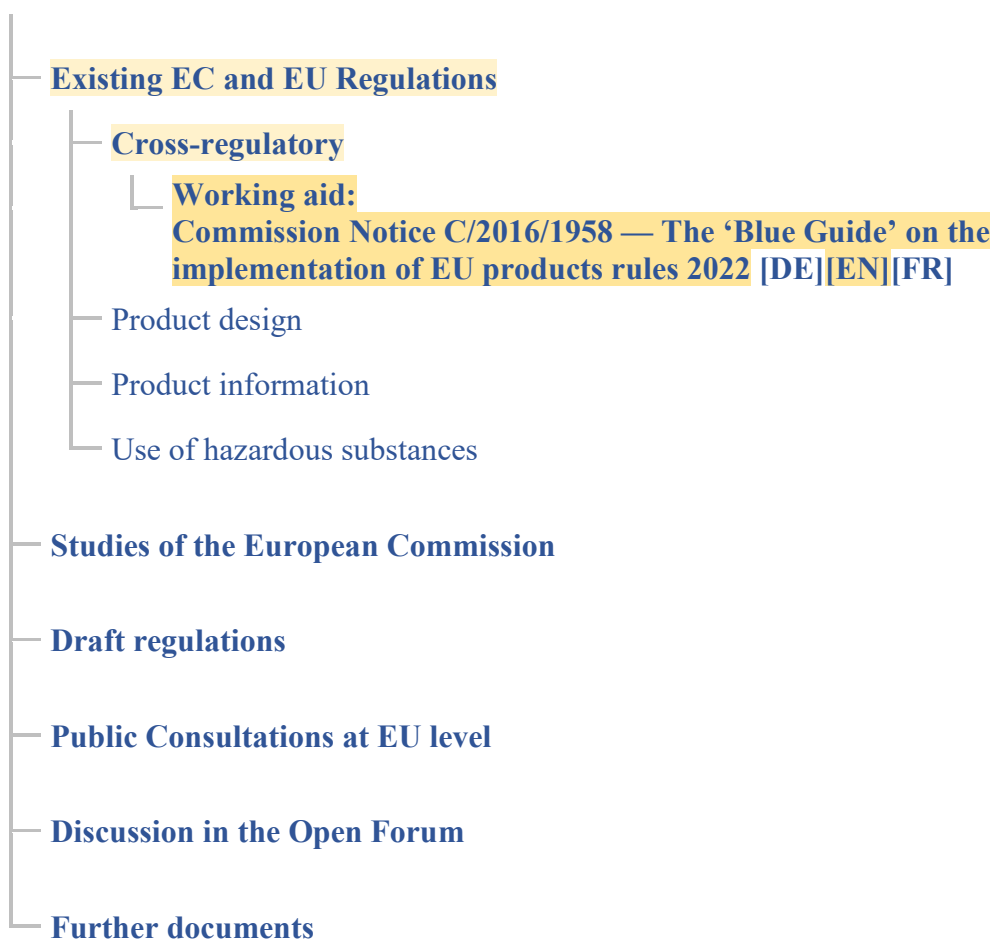 Existing EC and EU Regulations
Cross-regulatory
Working aid:
Commission Notice C/2016/1958 — The ‘Blue Guide’ on the
implementation of EU products rules 2022 [DE][EN][FR]
Product design
Product information
Use of hazardous substances
Studies of the European Commission
Draft regulations
Public Consultations at EU level
Discussion in the Open Forum
Further documents